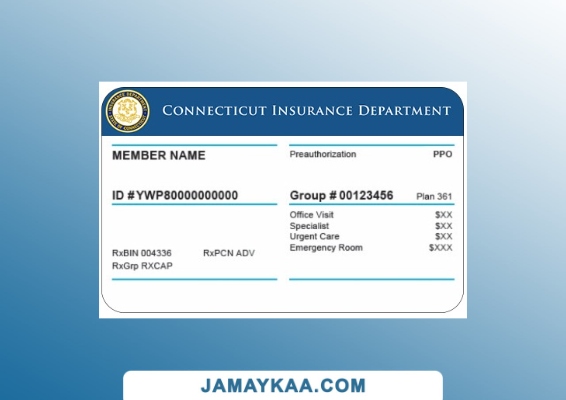 CONNECTICUT INSURANCE DEPARTMENT
MEMBER NAME
Preauthorization PPO
ID #YWP80000000000
Group # 00123456 Plan 361
Office Visit $XX
Specialist $XX
Urgent Care $XX
Emergency Room $XXX
RxBIN 004336 RxPCN ADV
RxGrp RXCAP
JAMAYKAA.COM